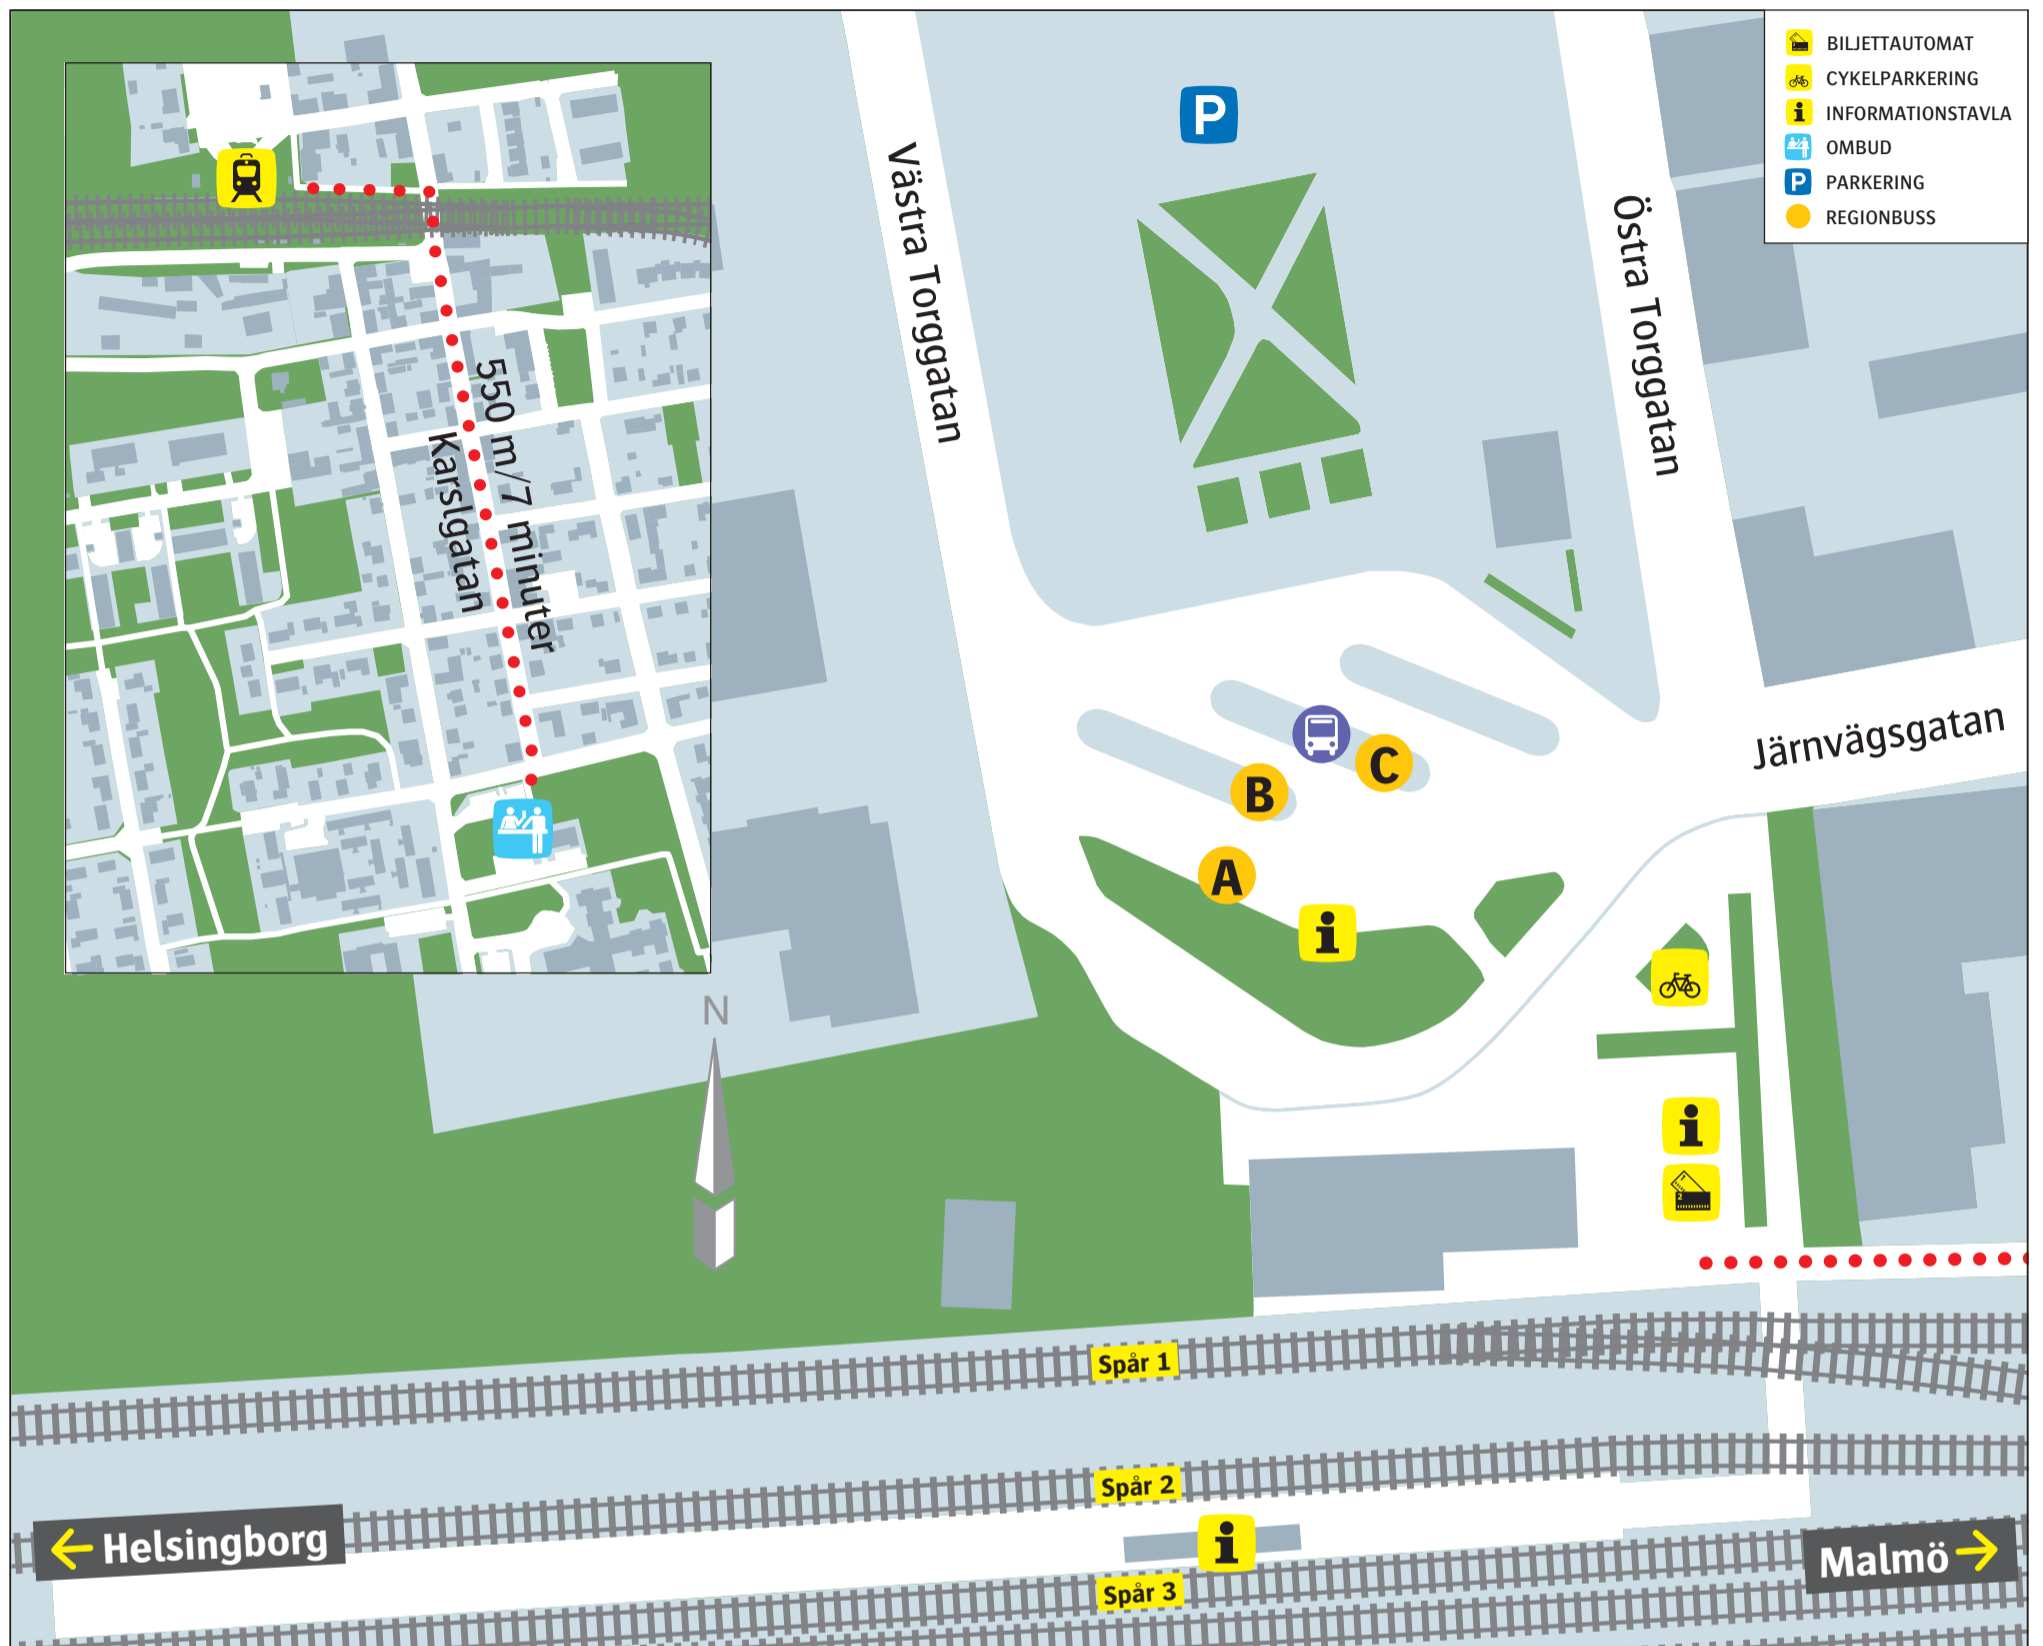 BILJETTAUTOMAT
CYKELPARKERING
INFORMATIONSTAVLA
OMBUD
P PARKERING
REGIONBUSS
P
Västra Torggatan
Östra Torggatan
Järnvägsgatan
550 m/7 minuter
Karslgatan
A
B
C
N
Spår 1
Spår 2
Spår 3
← Helsingborg
Malmö →